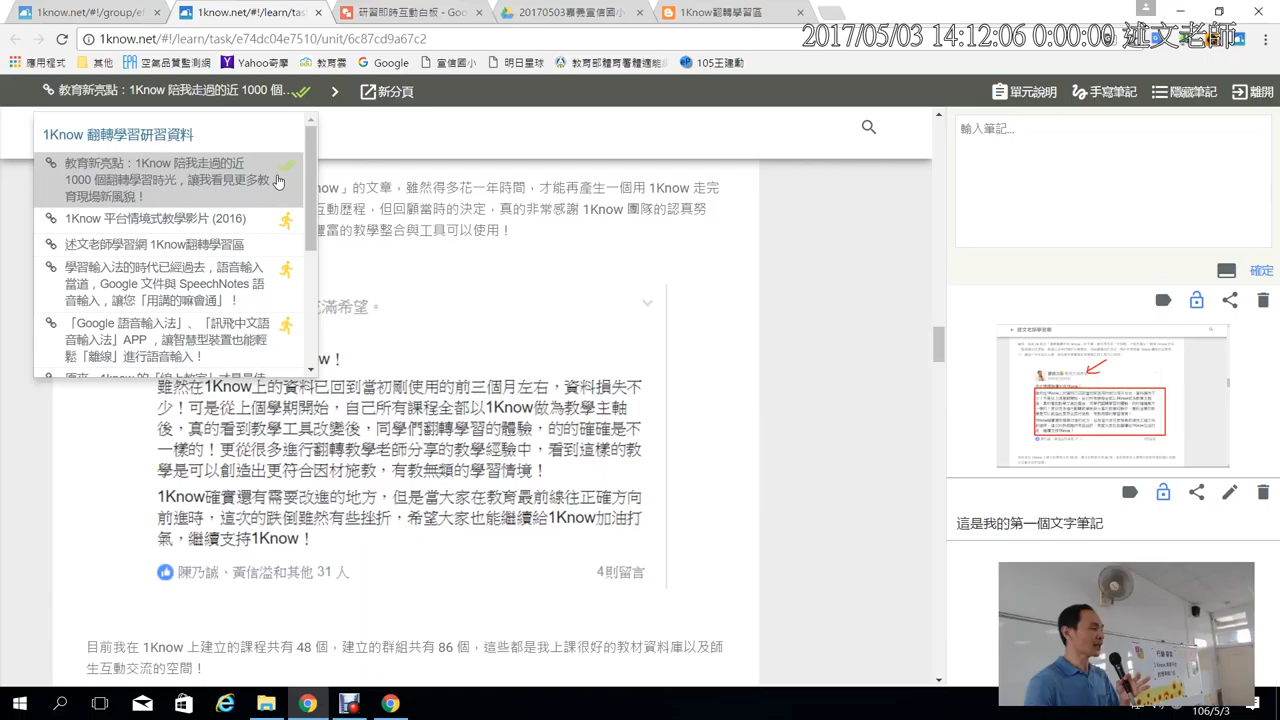 1know.net/#!/group/ef
1know.net/#!/learn/tas
研習即時互動白板 - Goo
20170503嘉義宣信小
1Know翻轉學習區
1know.net/#!/learn/task/e74dc04e7510/unit/6c87cd9a67c2
2017/05/03 14:12:06 0:00:00 述文老師
應用程式
其他
空氣品質監測網
Yahoo奇摩
教育雲
Google
宣信國小
明日星球
教育部體育署體適能
105王建勳
教育新亮點：1Know 陪我走過的近 1000 個..
新分頁
單元說明
手寫筆記
隱藏筆記
離開
1Know 翻轉學習研習資料
教育新亮點：1Know 陪我走過的近
1000 個翻轉學習時光，讓我看見更多教
育現場新風貌！
1Know 平台情境式教學影片 (2016)
述文老師學習網 1Know翻轉學習區
學習輸入法的時代已經過去，語音輸入
當道，Google 文件與 SpeechNotes 語
音輸入，讓您「用講的嘛會通」！
「Google 語音輸入法」、「訊飛中文語
音輸入法」APP ，讓智慧型裝置也能輕
鬆「離線」進行語音輸入！
now」的文章，雖然得多花一年時間，才能再產生一個用 1Know 走完
互動歷程，但回顧當時的決定，真的非常感謝 1Know 團隊的認真努
豐富的教學整合與工具可以使用！
充滿希望。
W！
雖然在1Know上的資料已回到當初剛使用的前三個月左右，資料損失不
少！可是從上個學期開始，自己所有課程全都以1Know做為教學主軸
後，真的看到教學工具改變後，同學們翻轉學習的體驗，的的確確是不
一樣的！更從很多進行翻轉教學老師分享的教學經驗中，看到這樣的教
學是可以創造出更符合因材施教，有教無類的學習情境！
1Know確實還有需要改進的地方，但是當大家在教育最前線往正確方向
前進時，這次的跌倒雖然有些挫折，希望大家也能繼續給1Know加油打
氣，繼續支持1Know！
陳乃誠、黃信溢和其他 31 人
4則留言
目前我在 1Know 上建立的課程共有 48 個，建立的群組共有 86 個，這些都是我上課很好的教材資料庫以及師
生互動交流的空間！
輸入筆記...
確定
述文老師學習網
這是我的第一個文字筆記
106/5/3